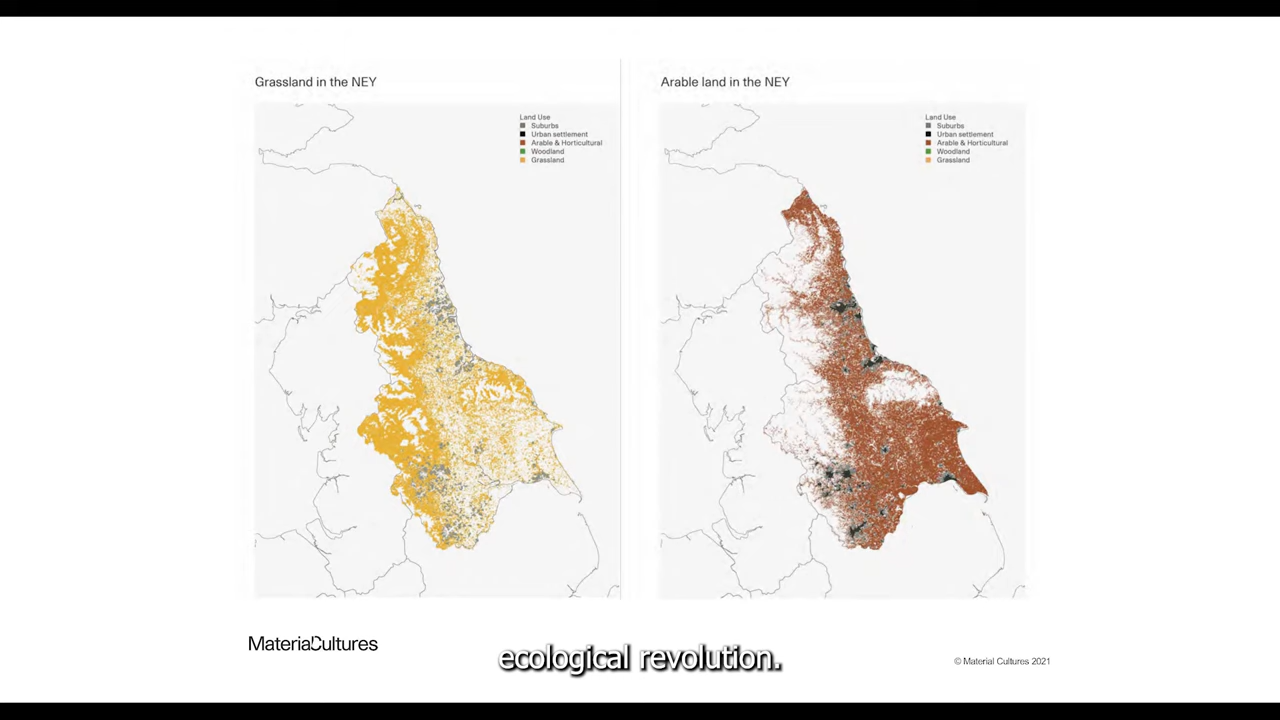 Grassland in the NEY
Land Use
Suburbs
Urban settlement
Arable & Horticultural
Woodland
Grassland
Arable land in the NEY
Land Use
Suburbs
Urban settlement
Arable & Horticultural
Woodland
Grassland
MaterialCultures
ecological revolution.
© Material Cultures 2021